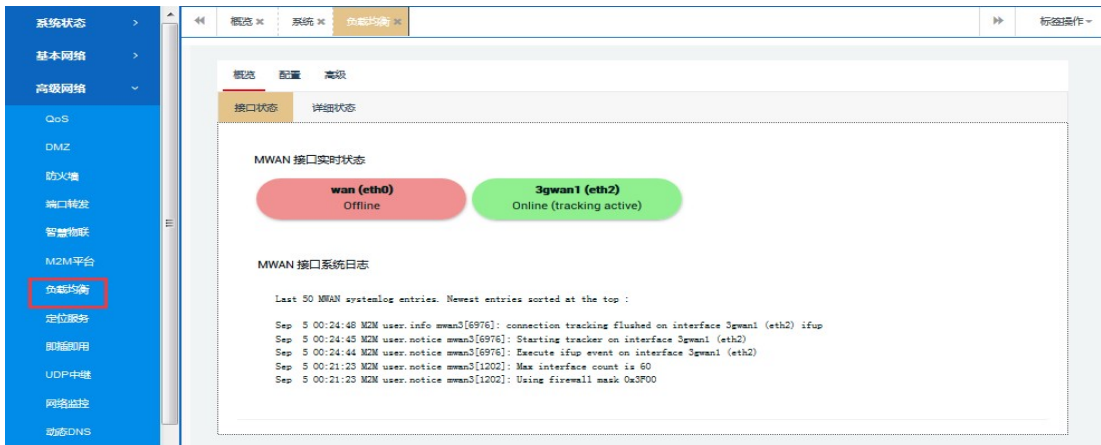 系统状态
基本网络
高级网络
QoS
DMZ
防火墙
端口转发
智慧物联
M2M平台
负载均衡
定位服务
即插即用
UDP中继
网络监控
动态DNS
概览 系统 负载均衡 标签操作
概览 配置 高级
接口状态 详细状态
MWAN 接口实时状态
wan (eth0)
Offline
3gwan1 (eth2)
Online (tracking active)
MWAN 接口系统日志
Last 50 MWAN systemlog entries. Newest entries sorted at the top :
Sep 5 00:24:48 M2M user.info mwan3[6976]: connection tracking flushed on interface 3gwan1 (eth2) ifup
Sep 5 00:24:45 M2M user.notice mwan3[6976]: Starting tracker on interface 3gwan1 (eth2)
Sep 5 00:24:44 M2M user.notice mwan3[6976]: Execute ifup event on interface 3gwan1 (eth2)
Sep 5 00:21:23 M2M user.notice mwan3[1202]: Max interface count is 60
Sep 5 00:21:23 M2M user.notice mwan3[1202]: Using firewall mask 0x3F00